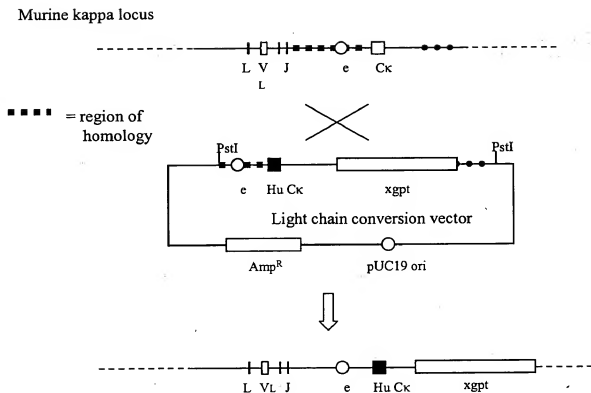 Murine kappa locus
L V J e Cκ
L
= region of
homology
PstI PstI
e Hu Cκ xgpt
Light chain conversion vector
Amp^R pUC19 ori
L VL J e Hu Cκ xgpt